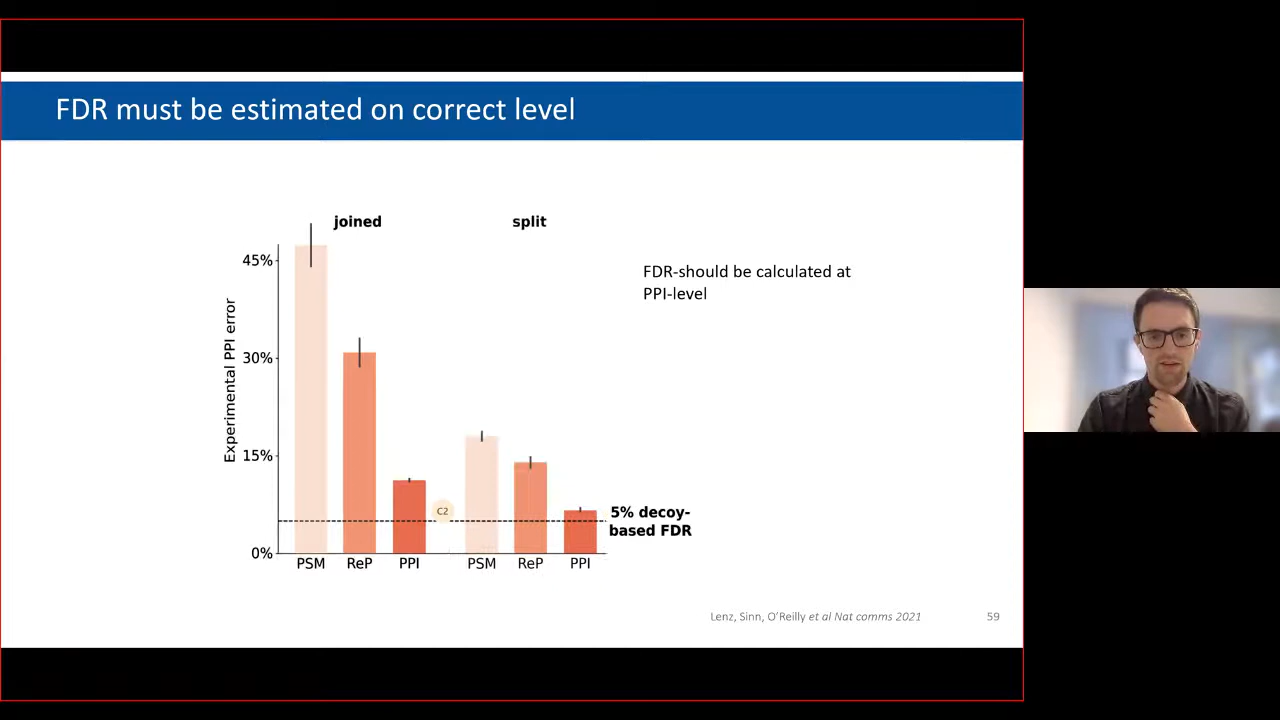 FDR must be estimated on correct level
joined
split
Experimental PPI error
45%
30%
15%
0%
C2
PSM
ReP
PPI
PSM
ReP
PPI
5% decoy-
based FDR
FDR-should be calculated at
PPI-level
Lenz, Sinn, O'Reilly et al Nat comms 2021
59